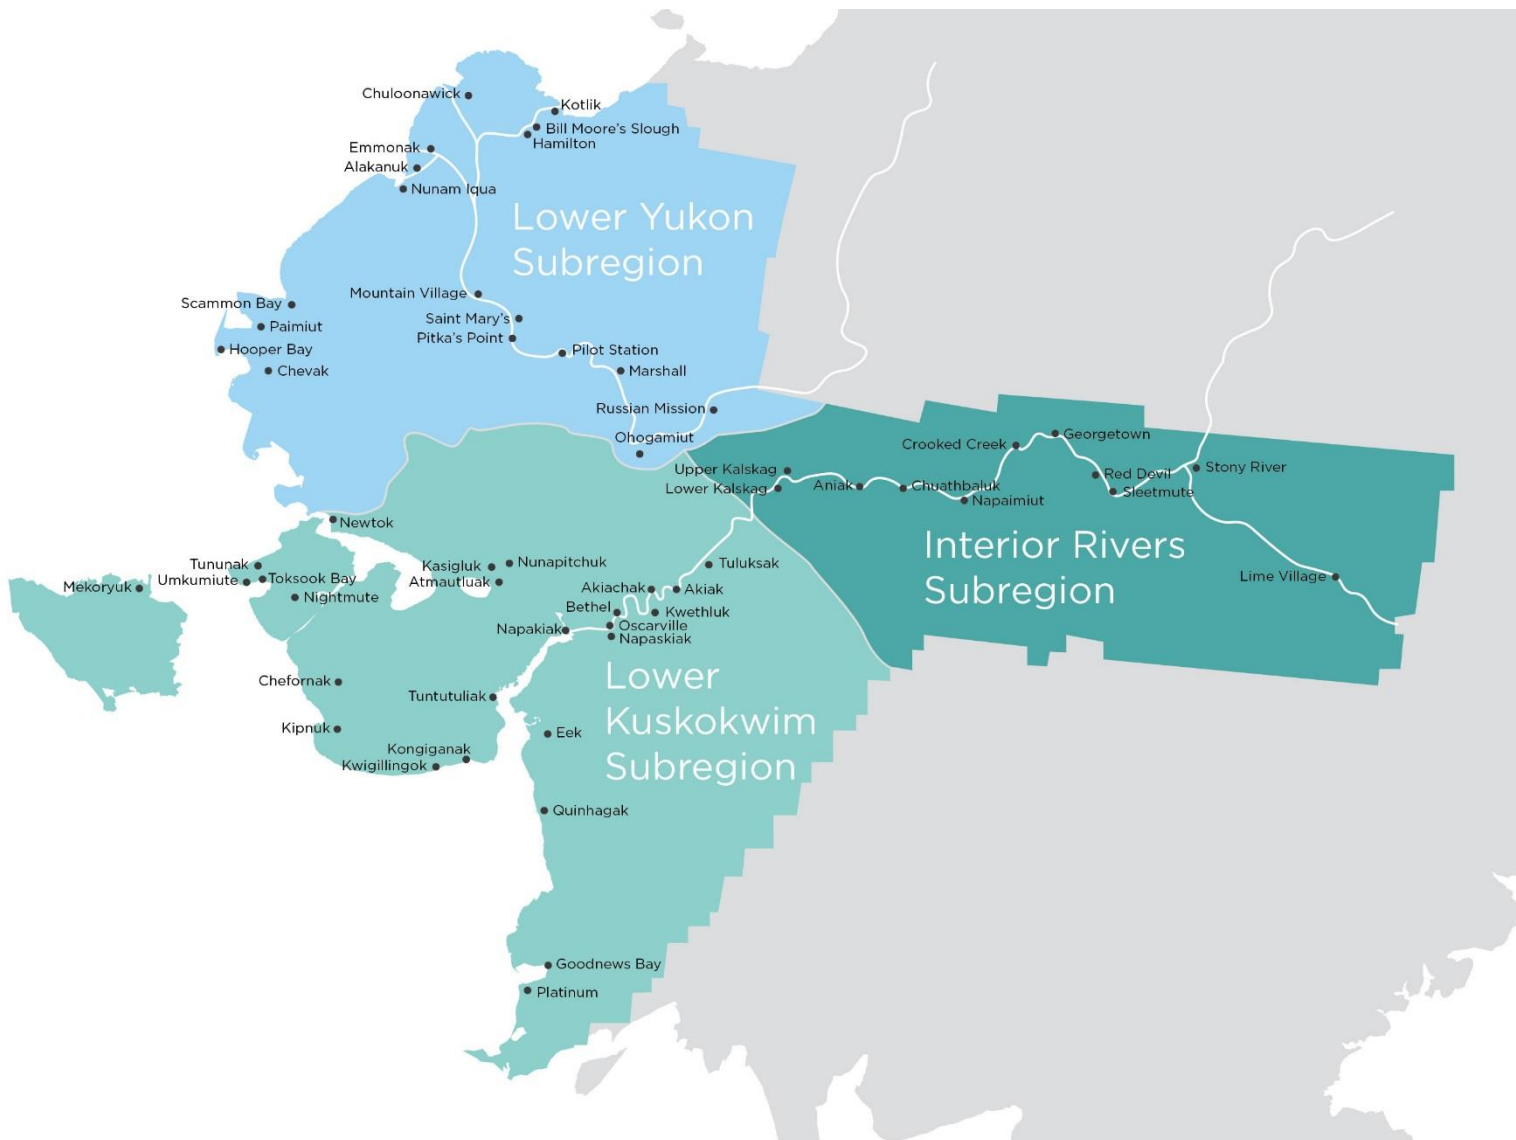 Chuloonawick
Kotlik
Bill Moore's Slough
Hamilton
Emmonak
Alakanuk
Nunam Iqua
Lower Yukon
Subregion
Mountain Village
Scammon Bay
Saint Mary's
Paimiut
Pitka's Point
Hooper Bay
Pilot Station
Chevak
Marshall
Russian Mission
Ohogamiut
Georgetown
Crooked Creek
Upper Kalskag
Stony River
Red Devil
Lower Kalskag
Aniak
Chuathbaluk
Sleetmute
Napaimiut
Newtok
Interior Rivers
Subregion
Tununak
Kasigluk
Nunapitchuk
Tuluksak
Umkumiute
Toksook Bay
Atmautluak
Mekoryuk
Nightmute
Akiachak
Akiak
Lime Village
Bethel
Kwethluk
Napakiak
Oscarville
Napaskiak
Lower
Kuskokwim
Subregion
Chefornak
Tuntutuliak
Kipnuk
Eek
Kongiganak
Kwigillingok
Quinhagak
Goodnews Bay
Platinum